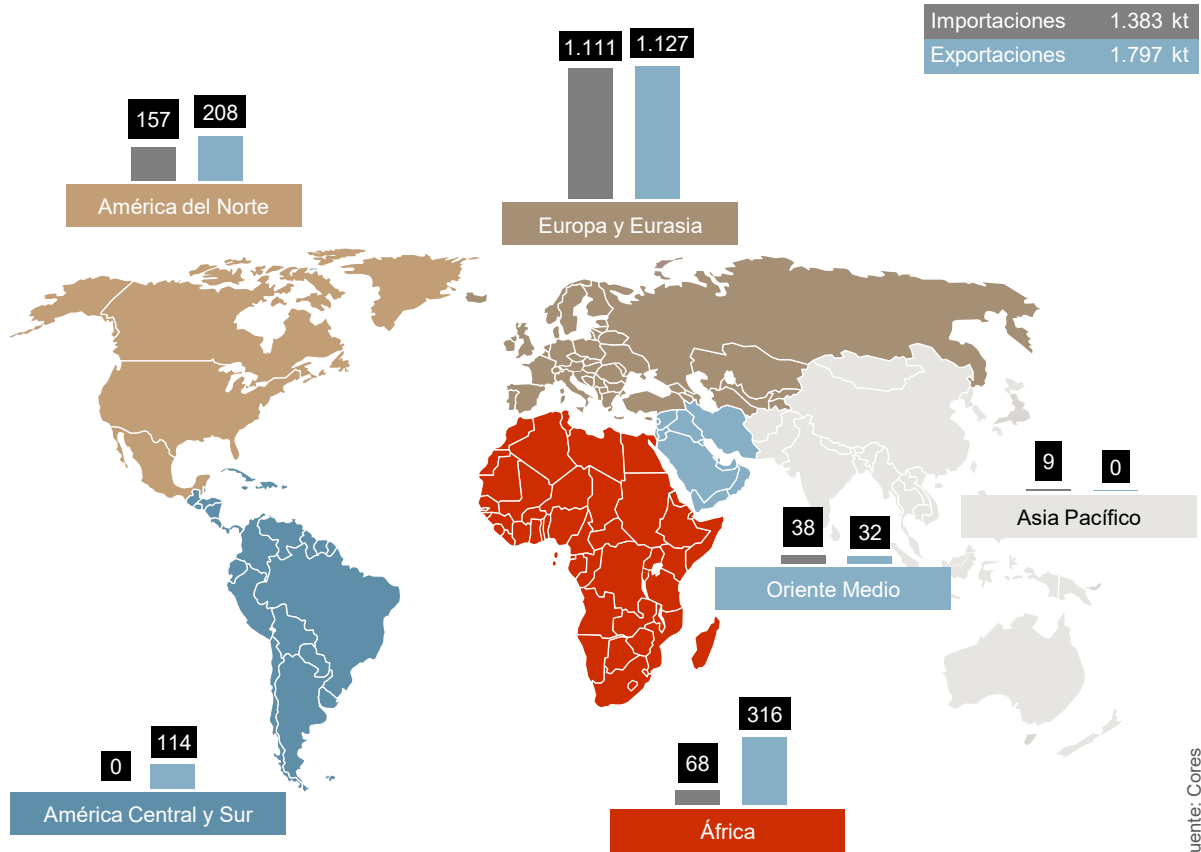 Importaciones 1.383 kt
Exportaciones 1.797 kt
1.111 1.127
157 208
América del Norte
Europa y Eurasia
9 0
Asia Pacífico
38 32
Oriente Medio
0 114
América Central y Sur
68 316
África
uente: Cores